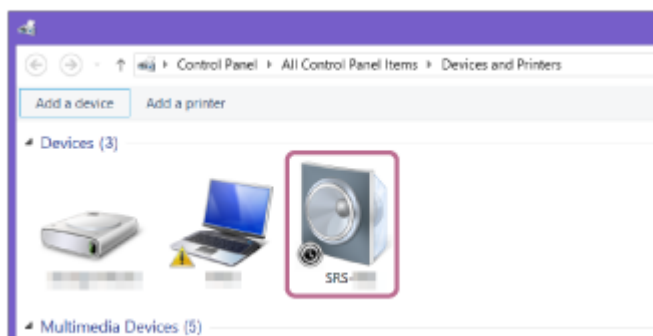 Control Panel ▸ All Control Panel Items ▸ Devices and Printers
Add a device Add a printer
Devices (3)
SRS-
Multimedia Devices (5)